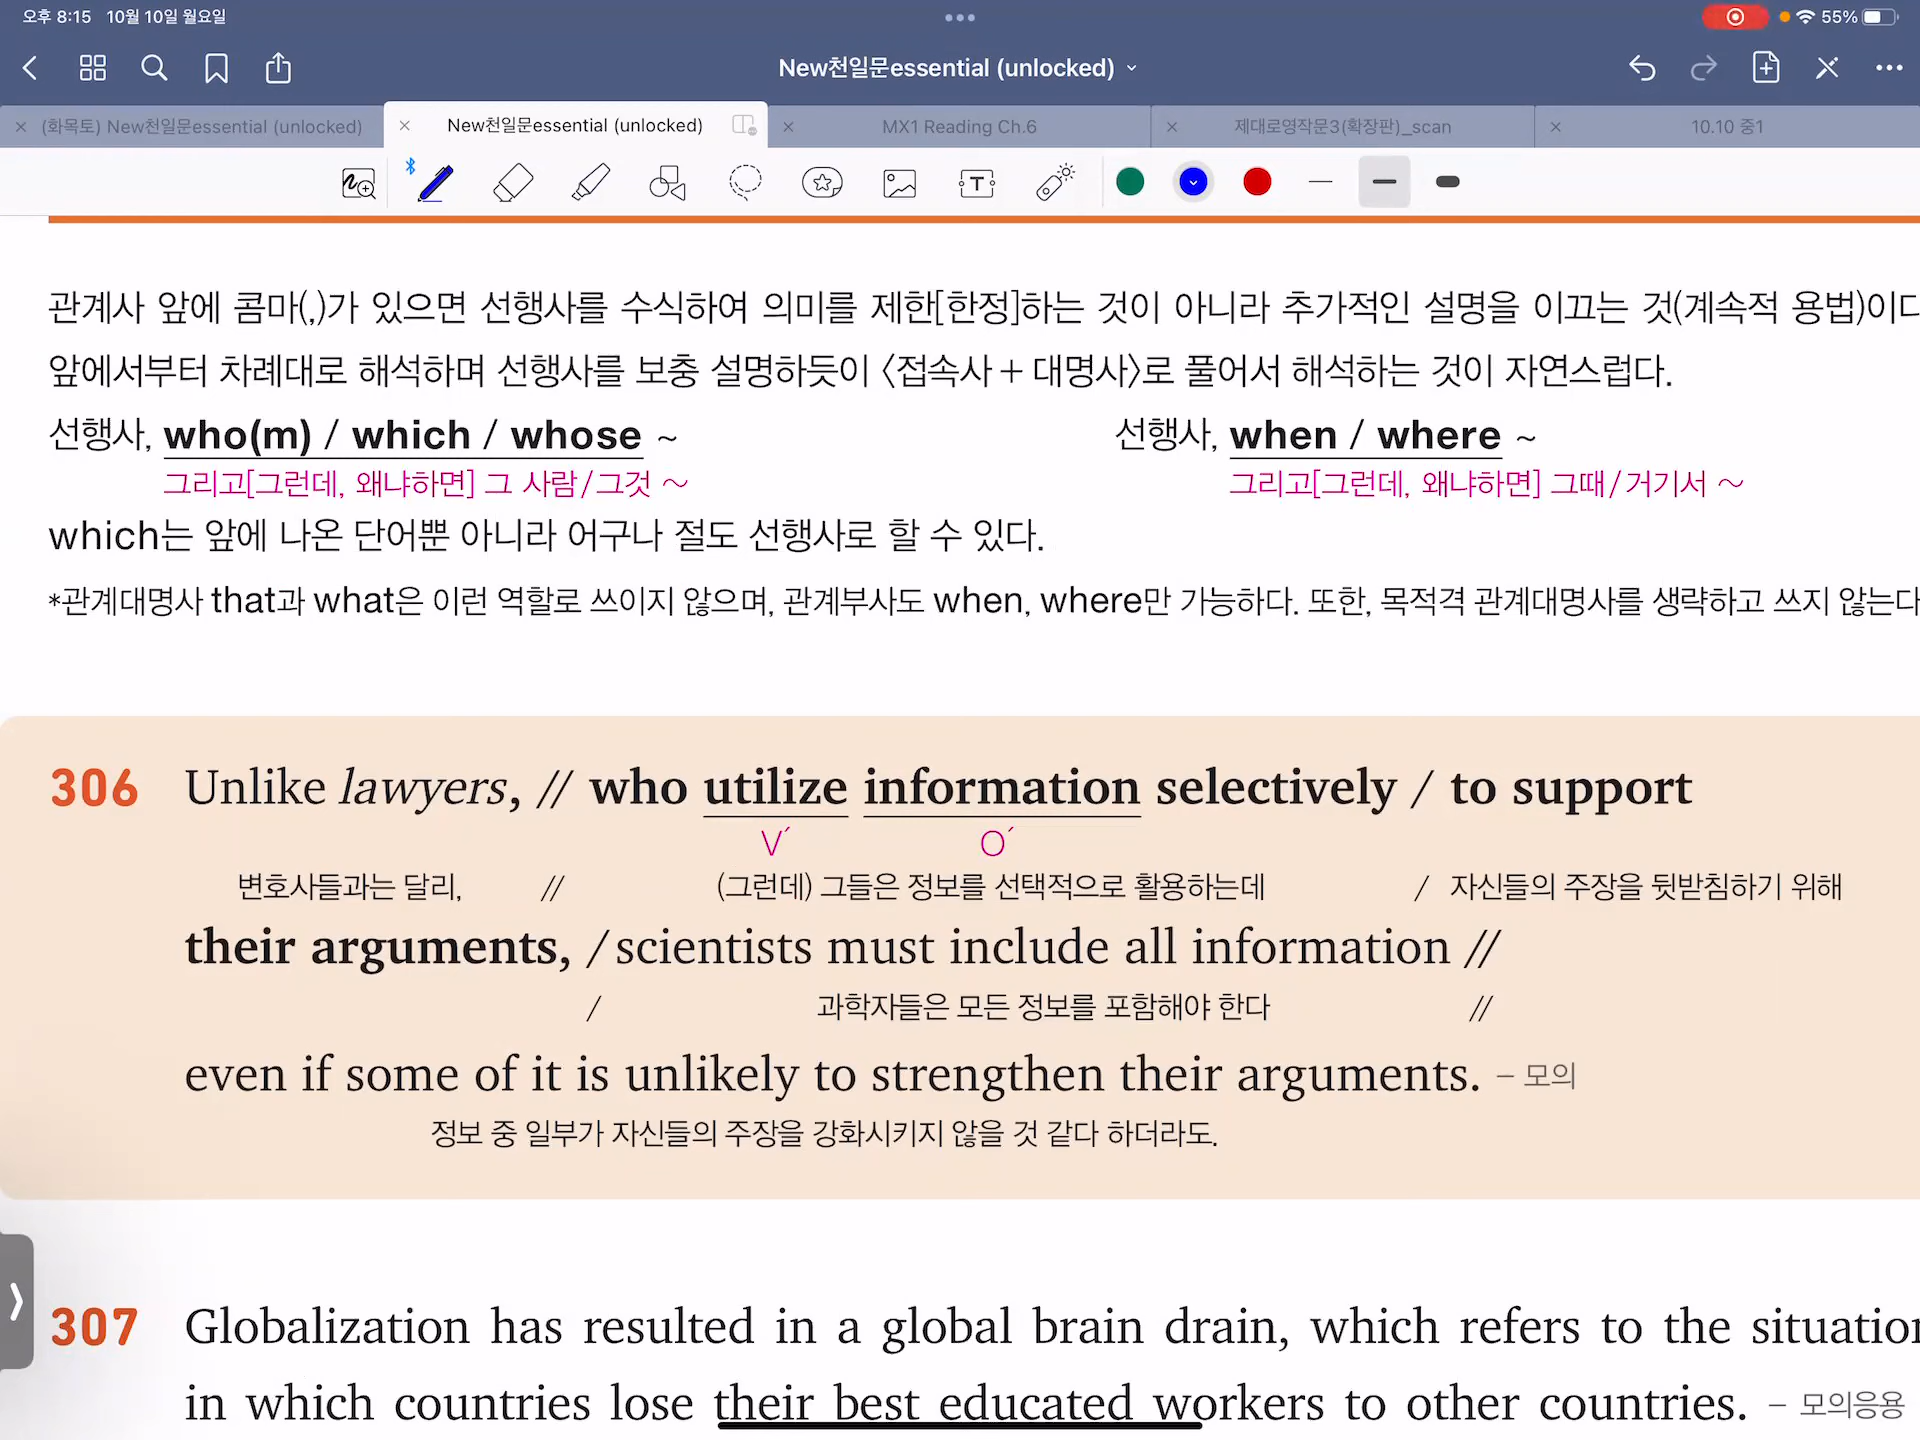 오후 8:15 10월 10일 월요일
55%
New천일문essential (unlocked)
(화목토) New천일문essential (unlocked)
New천일문essential (unlocked)
MX1 Reading Ch.6
제대로영작문3(확장판)_scan
10.10 중1
관계사 앞에 콤마(,)가 있으면 선행사를 수식하여 의미를 제한[한정]하는 것이 아니라 추가적인 설명을 이끄는 것(계속적 용법)이다
앞에서부터 차례대로 해석하며 선행사를 보충 설명하듯이 〈접속사 + 대명사〉로 풀어서 해석하는 것이 자연스럽다.
선행사, who(m) / which / whose ~ 선행사, when / where ~
그리고[그런데, 왜냐하면] 그 사람/그것 ~ 그리고[그런데, 왜냐하면] 그때/거기서 ~
which는 앞에 나온 단어뿐 아니라 어구나 절도 선행사로 할 수 있다.
*관계대명사 that과 what은 이런 역할로 쓰이지 않으며, 관계부사도 when, where만 가능하다. 또한, 목적격 관계대명사를 생략하고 쓰지 않는다
306 Unlike lawyers, // who utilize information selectively / to support
V′ O′
변호사들과는 달리, // (그런데) 그들은 정보를 선택적으로 활용하는데 / 자신들의 주장을 뒷받침하기 위해
their arguments, / scientists must include all information //
/ 과학자들은 모든 정보를 포함해야 한다 //
even if some of it is unlikely to strengthen their arguments. – 모의
정보 중 일부가 자신들의 주장을 강화시키지 않을 것 같다 하더라도.
307 Globalization has resulted in a global brain drain, which refers to the situation
in which countries lose their best educated workers to other countries. – 모의응용